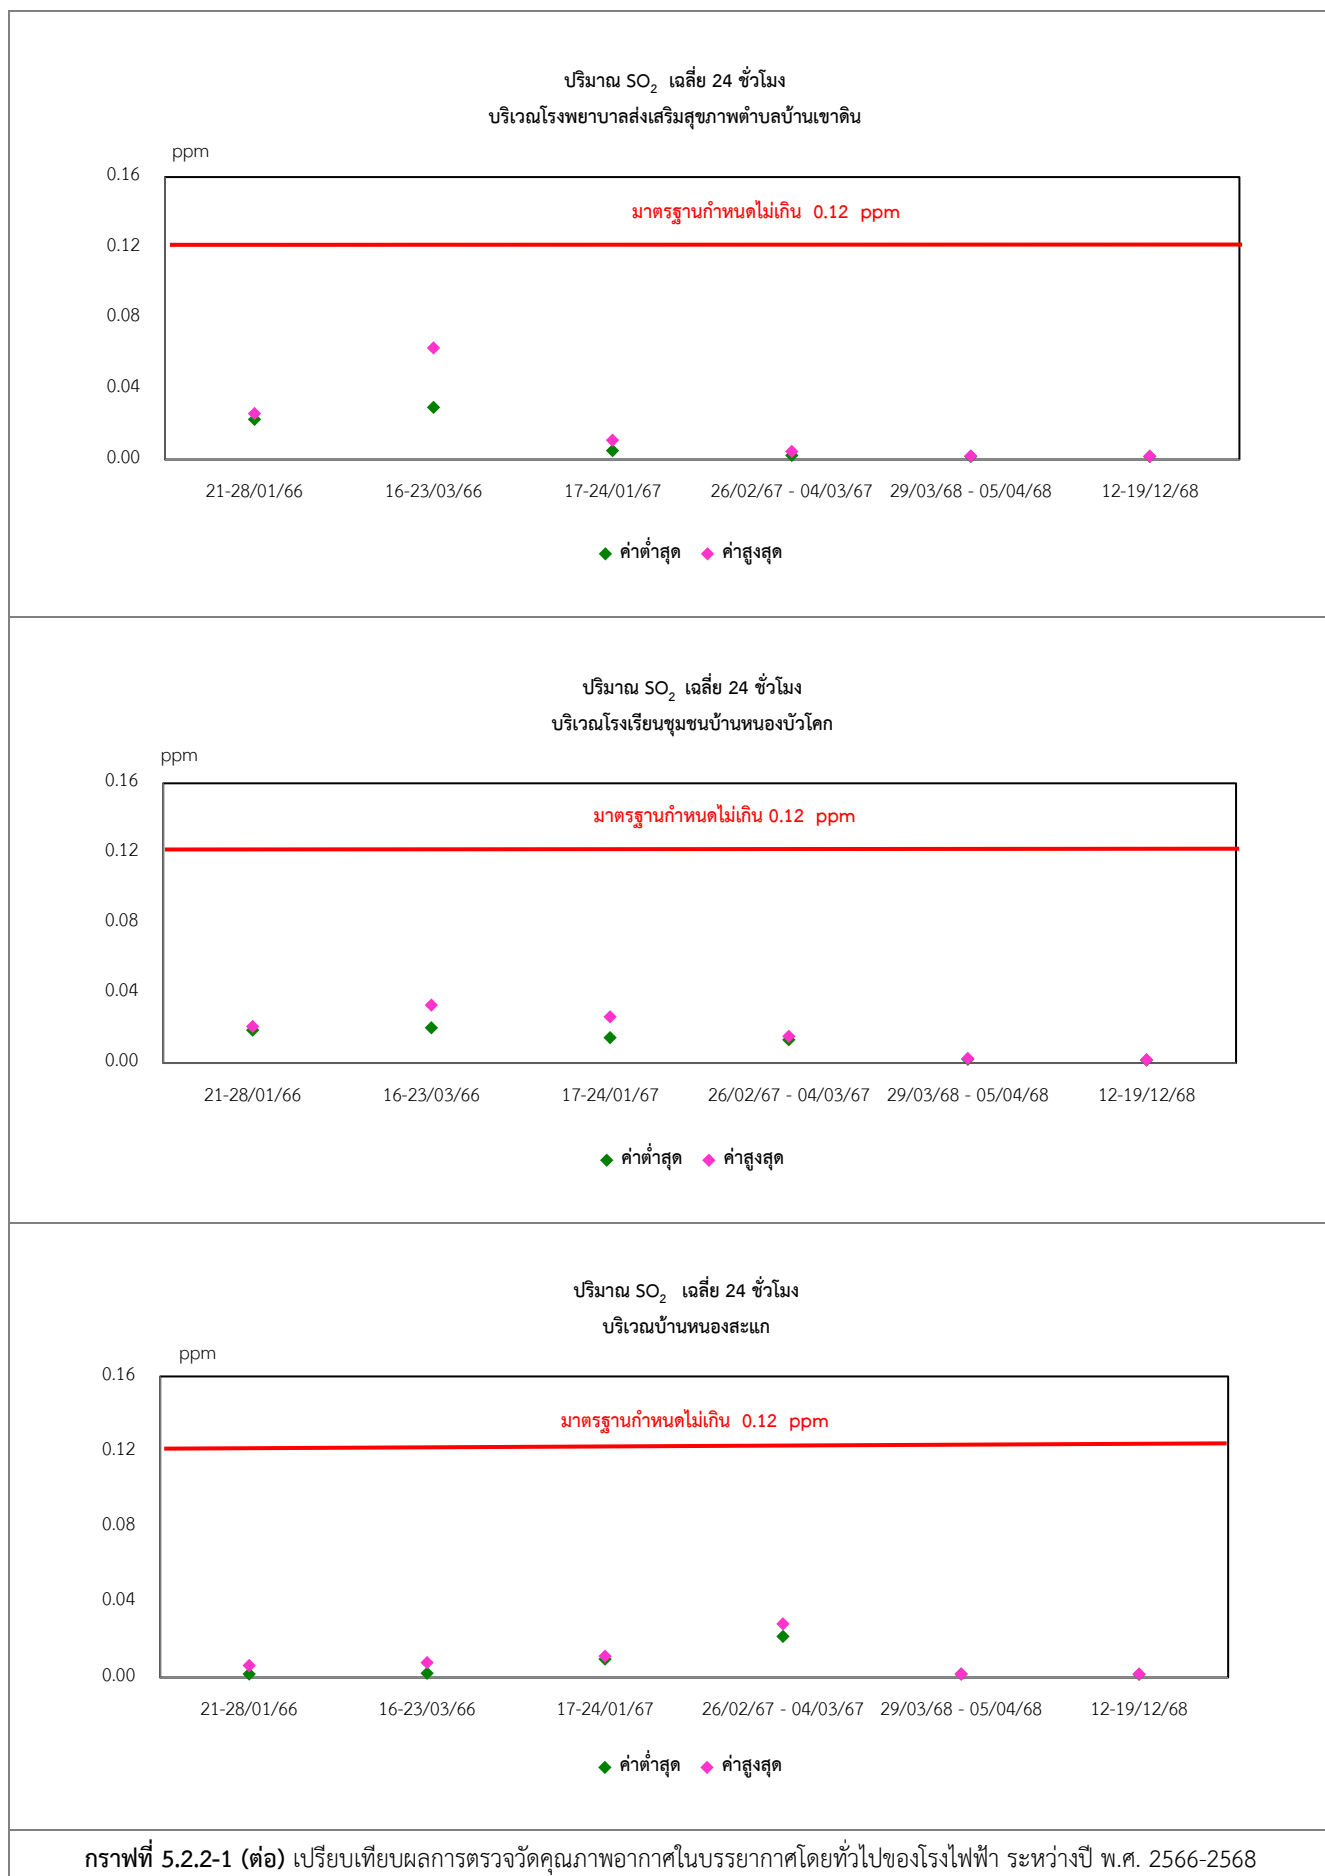 ปริมาณ SO2 เฉลี่ย 24 ชั่วโมง
บริเวณโรงพยาบาลส่งเสริมสุขภาพตำบลบ้านเขาดิน
ppm
0.16
มาตรฐานกำหนดไม่เกิน 0.12 ppm
0.12
0.08
0.04
0.00
21-28/01/66 16-23/03/66 17-24/01/67 26/02/67 - 04/03/67 29/03/68 - 05/04/68 12-19/12/68
ค่าต่ำสุด ค่าสูงสุด
ปริมาณ SO2 เฉลี่ย 24 ชั่วโมง
บริเวณโรงเรียนชุมชนบ้านหนองบัวโคก
ppm
0.16
มาตรฐานกำหนดไม่เกิน 0.12 ppm
0.12
0.08
0.04
0.00
21-28/01/66 16-23/03/66 17-24/01/67 26/02/67 - 04/03/67 29/03/68 - 05/04/68 12-19/12/68
ค่าต่ำสุด ค่าสูงสุด
ปริมาณ SO2 เฉลี่ย 24 ชั่วโมง
บริเวณบ้านหนองสะแก
ppm
0.16
มาตรฐานกำหนดไม่เกิน 0.12 ppm
0.12
0.08
0.04
0.00
21-28/01/66 16-23/03/66 17-24/01/67 26/02/67 - 04/03/67 29/03/68 - 05/04/68 12-19/12/68
ค่าต่ำสุด ค่าสูงสุด
กราฟที่ 5.2.2-1 (ต่อ) เปรียบเทียบผลการตรวจวัดคุณภาพอากาศในบรรยากาศโดยทั่วไปของโรงไฟฟ้า ระหว่างปี พ.ศ. 2566-2568